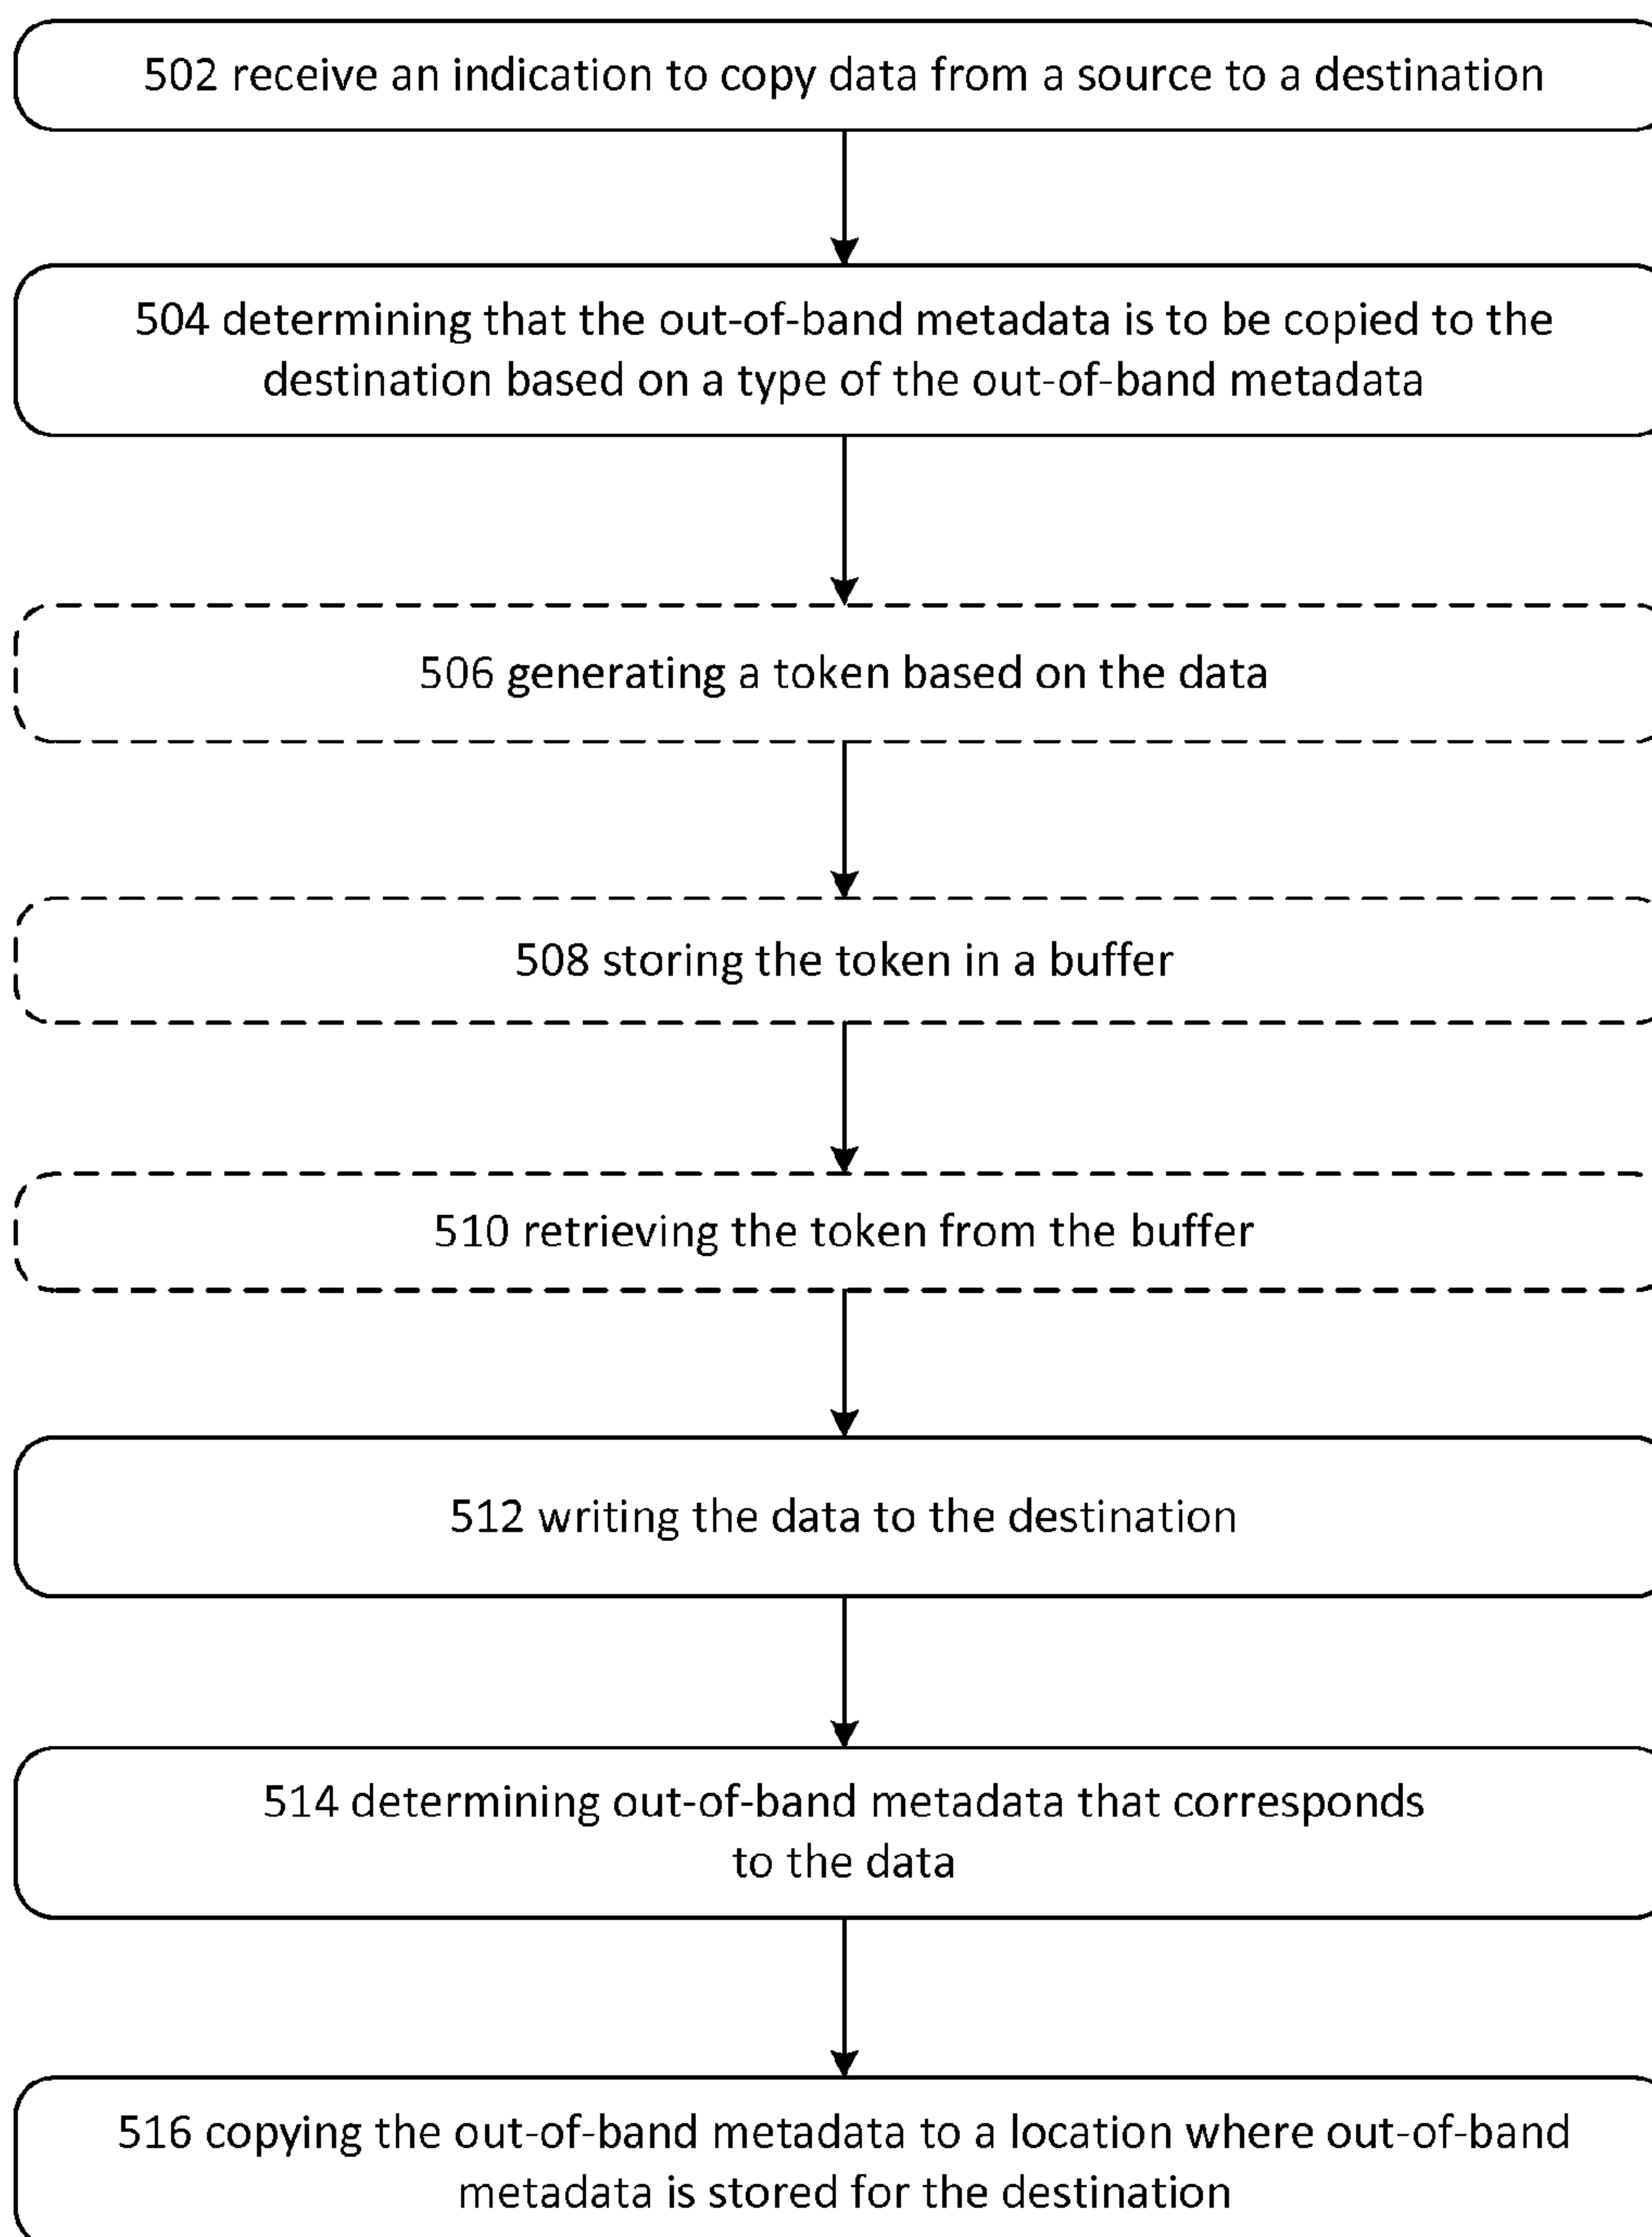 502 receive an indication to copy data from a source to a destination
504 determining that the out-of-band metadata is to be copied to the
destination based on a type of the out-of-band metadata
506 generating a token based on the data
508 storing the token in a buffer
510 retrieving the token from the buffer
512 writing the data to the destination
514 determining out-of-band metadata that corresponds
to the data
516 copying the out-of-band metadata to a location where out-of-band
metadata is stored for the destination